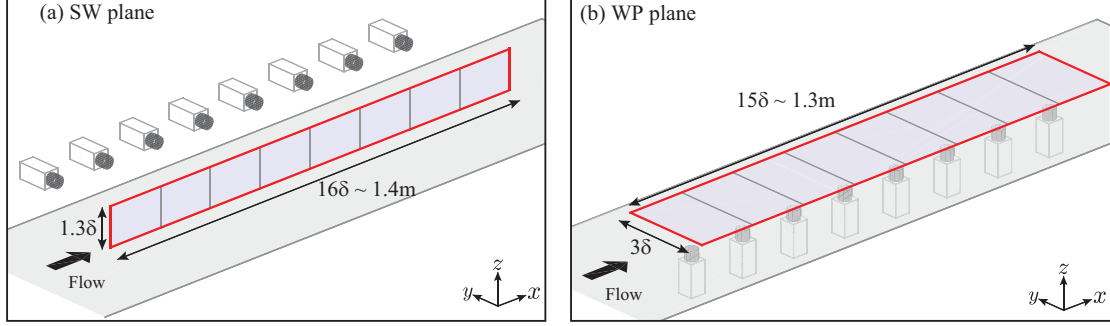 (a) SW plane
1.3δ
16δ ~ 1.4m
Flow
z
y
x
(b) WP plane
15δ ~ 1.3m
3δ
Flow
z
y
x